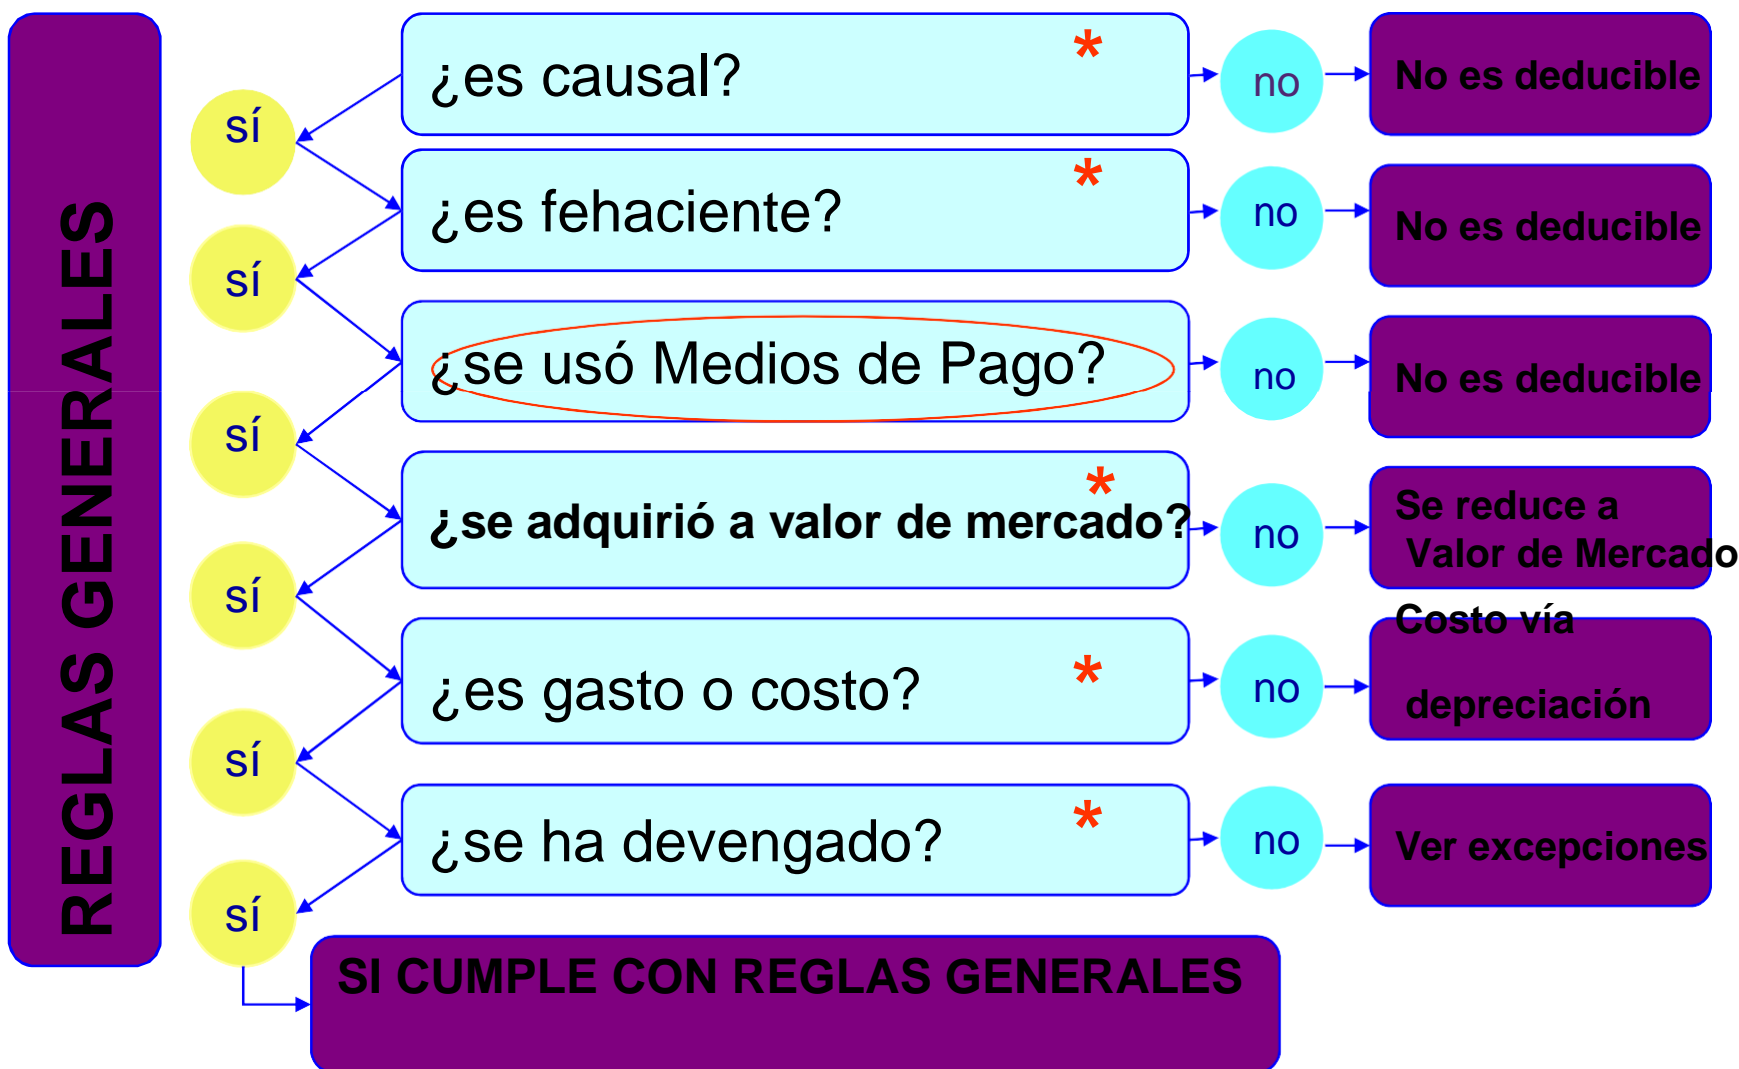 REGLAS GENERALES
¿es causal? *
no
No es deducible
sí
¿es fehaciente? *
no
No es deducible
sí
¿se usó Medios de Pago?
no
No es deducible
sí
¿se adquirió a valor de mercado? *
no
Se reduce a
Valor de Mercado
sí
¿es gasto o costo? *
no
Costo vía
depreciación
sí
¿se ha devengado? *
no
Ver excepciones
sí
SI CUMPLE CON REGLAS GENERALES